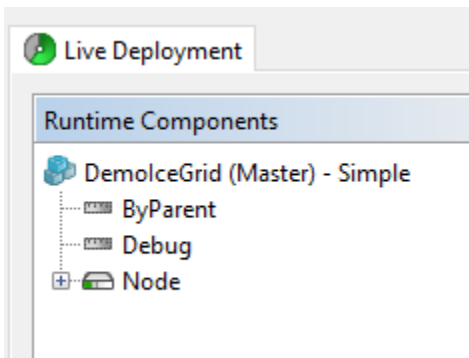 Live Deployment
Runtime Components
DemoIceGrid (Master) - Simple
ByParent
Debug
Node